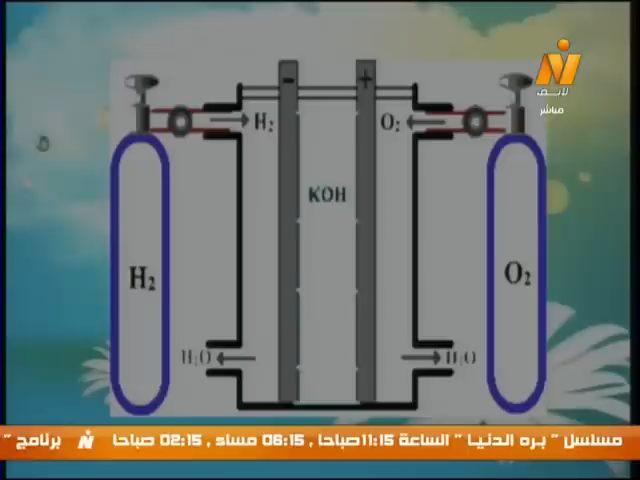 لايف
مباشر
- +
H₂ O₂
KOH
H₂ O₂
H₂O H₂O
مسلسل " بره الدنيا " الساعة 11:15صباحا , 06:15 مساء , 02:15 صباحا برنامج "